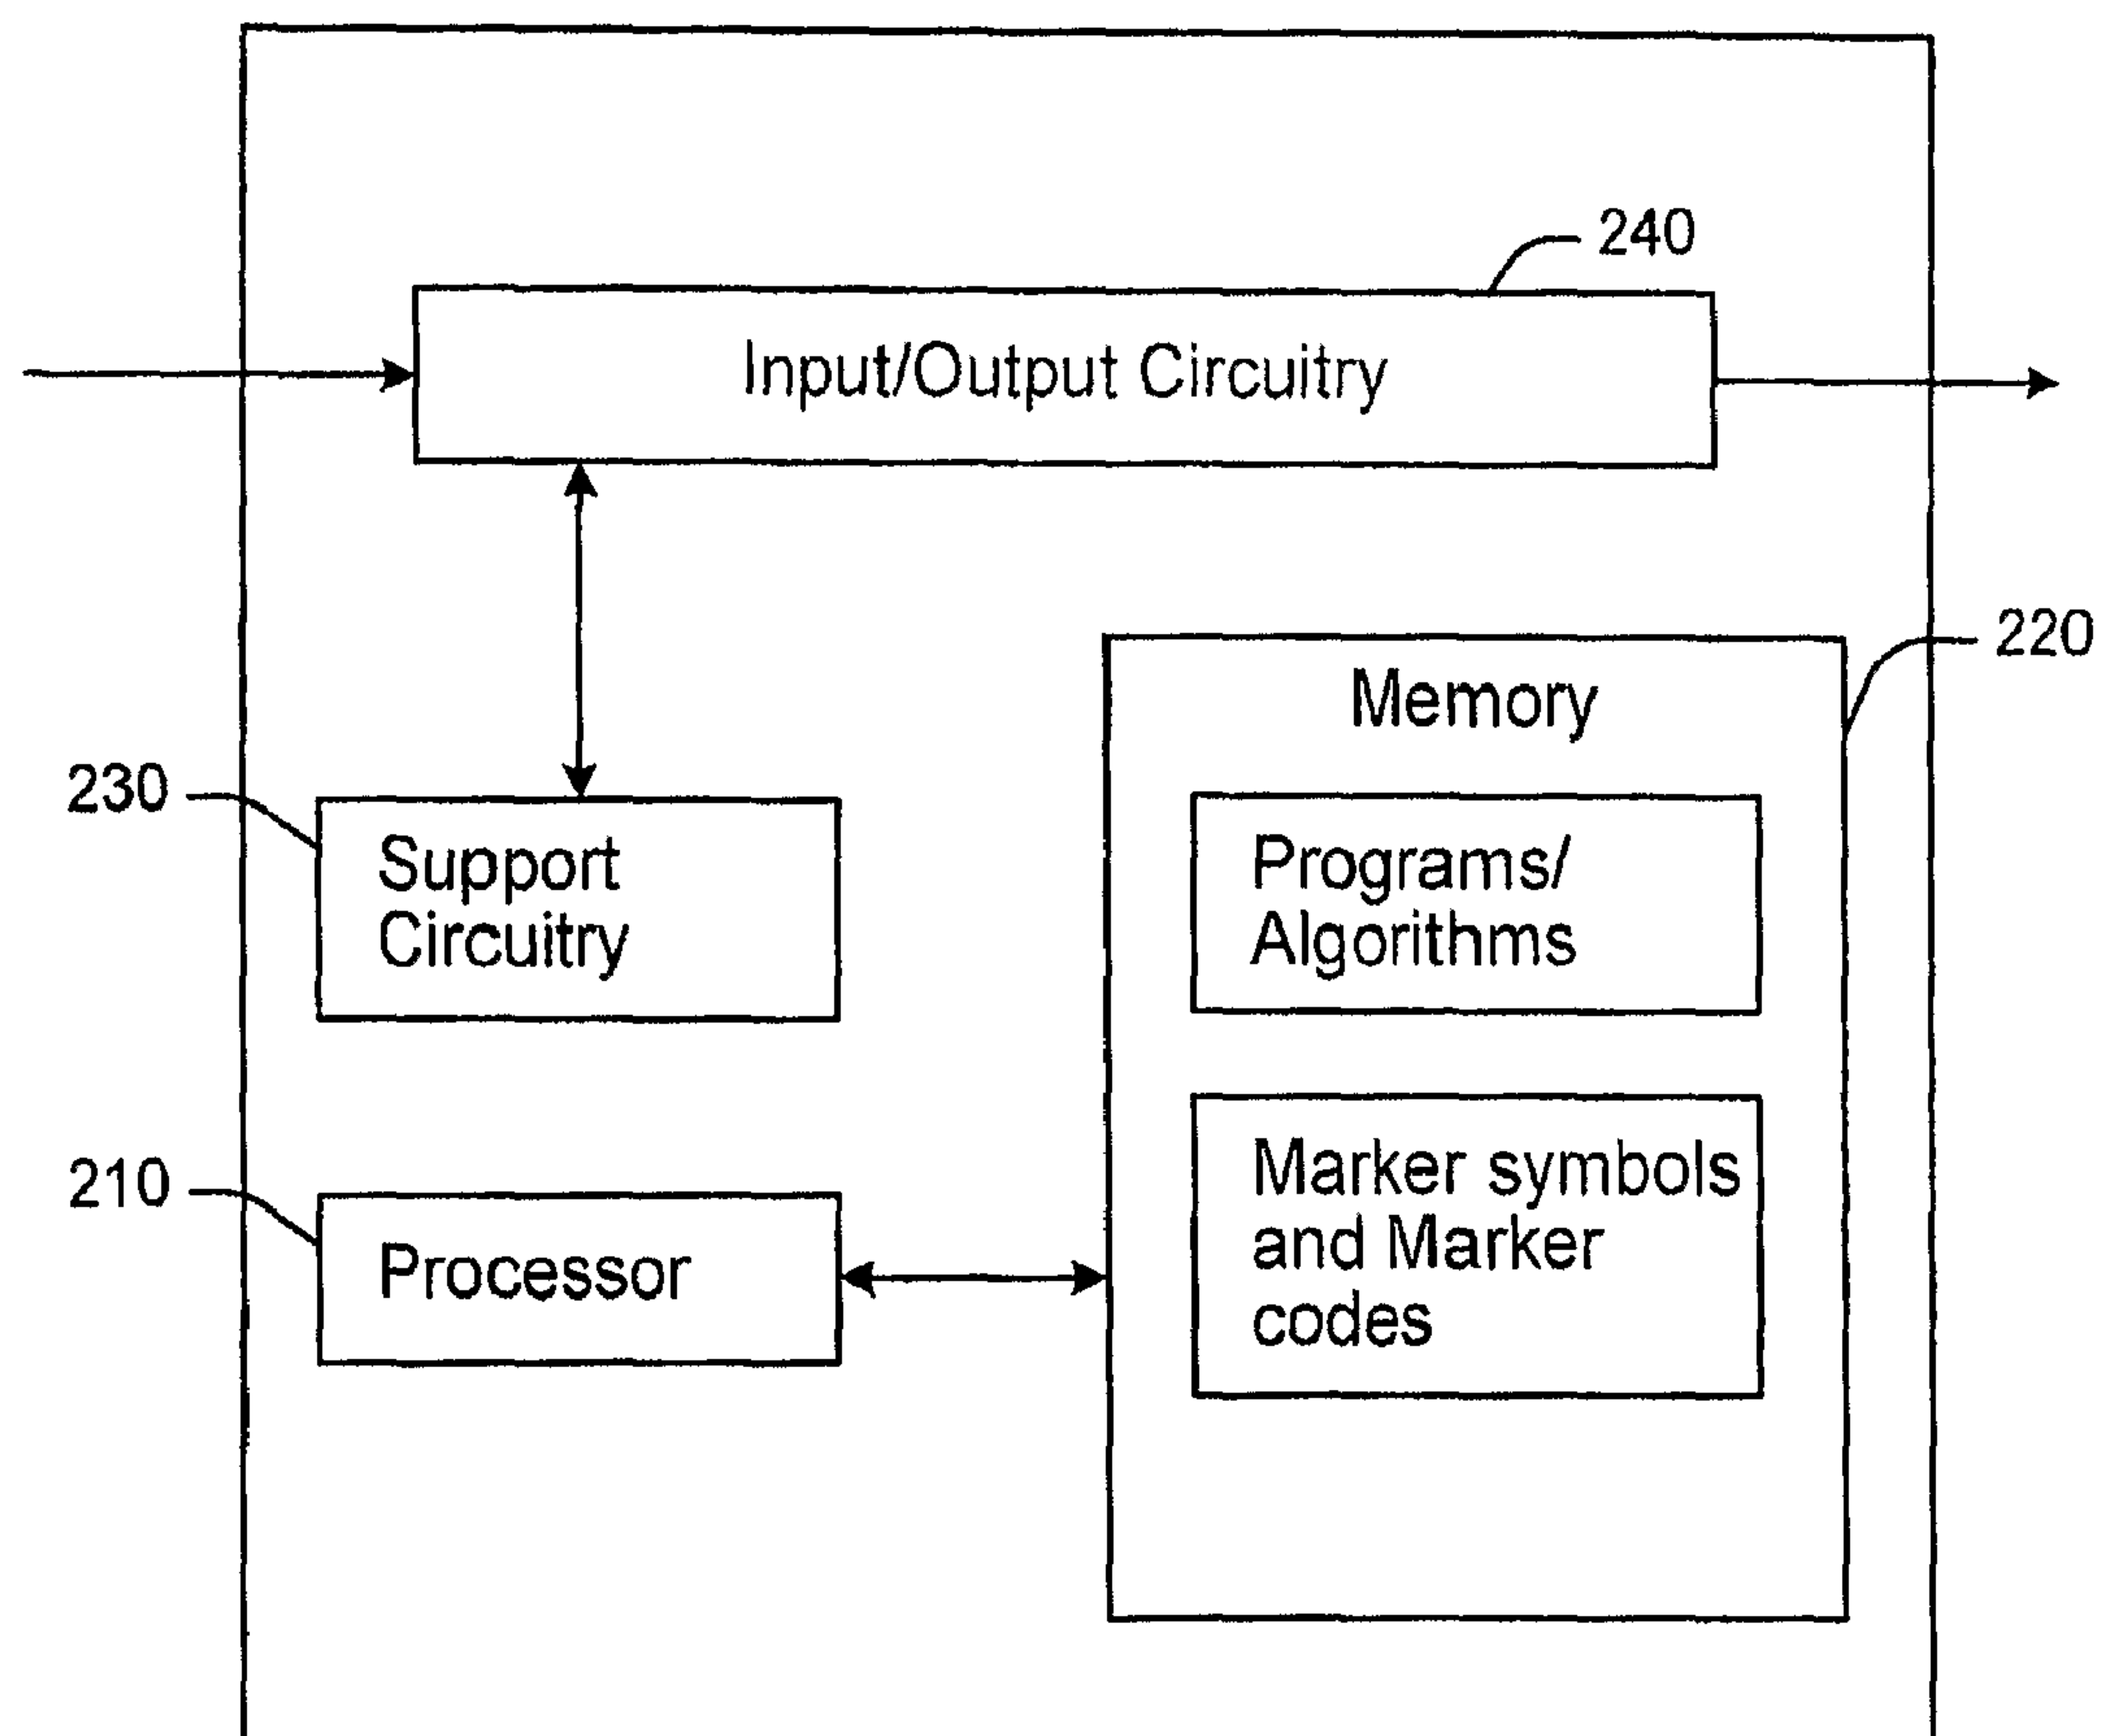 240
Input/Output Circuitry
220
Memory
230
Support
Circuitry
Programs/
Algorithms
210
Processor
Marker symbols
and Marker
codes